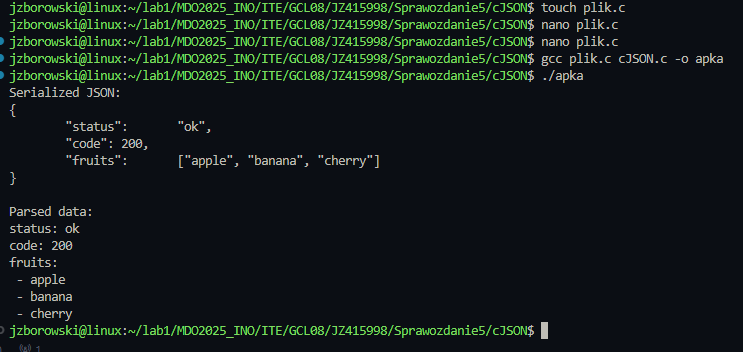 jzborowski@linux:~/lab1/MDO2025_INO/ITE/GCL08/JZ415998/Sprawozdanie5/cJSON$ touch plik.c
jzborowski@linux:~/lab1/MDO2025_INO/ITE/GCL08/JZ415998/Sprawozdanie5/cJSON$ nano plik.c
jzborowski@linux:~/lab1/MDO2025_INO/ITE/GCL08/JZ415998/Sprawozdanie5/cJSON$ nano plik.c
jzborowski@linux:~/lab1/MDO2025_INO/ITE/GCL08/JZ415998/Sprawozdanie5/cJSON$ gcc plik.c cJSON.c -o apka
jzborowski@linux:~/lab1/MDO2025_INO/ITE/GCL08/JZ415998/Sprawozdanie5/cJSON$ ./apka
Serialized JSON:
{
        "status":       "ok",
        "code": 200,
        "fruits":       ["apple", "banana", "cherry"]
}

Parsed data:
status: ok
code: 200
fruits:
 - apple
 - banana
 - cherry
jzborowski@linux:~/lab1/MDO2025_INO/ITE/GCL08/JZ415998/Sprawozdanie5/cJSON$